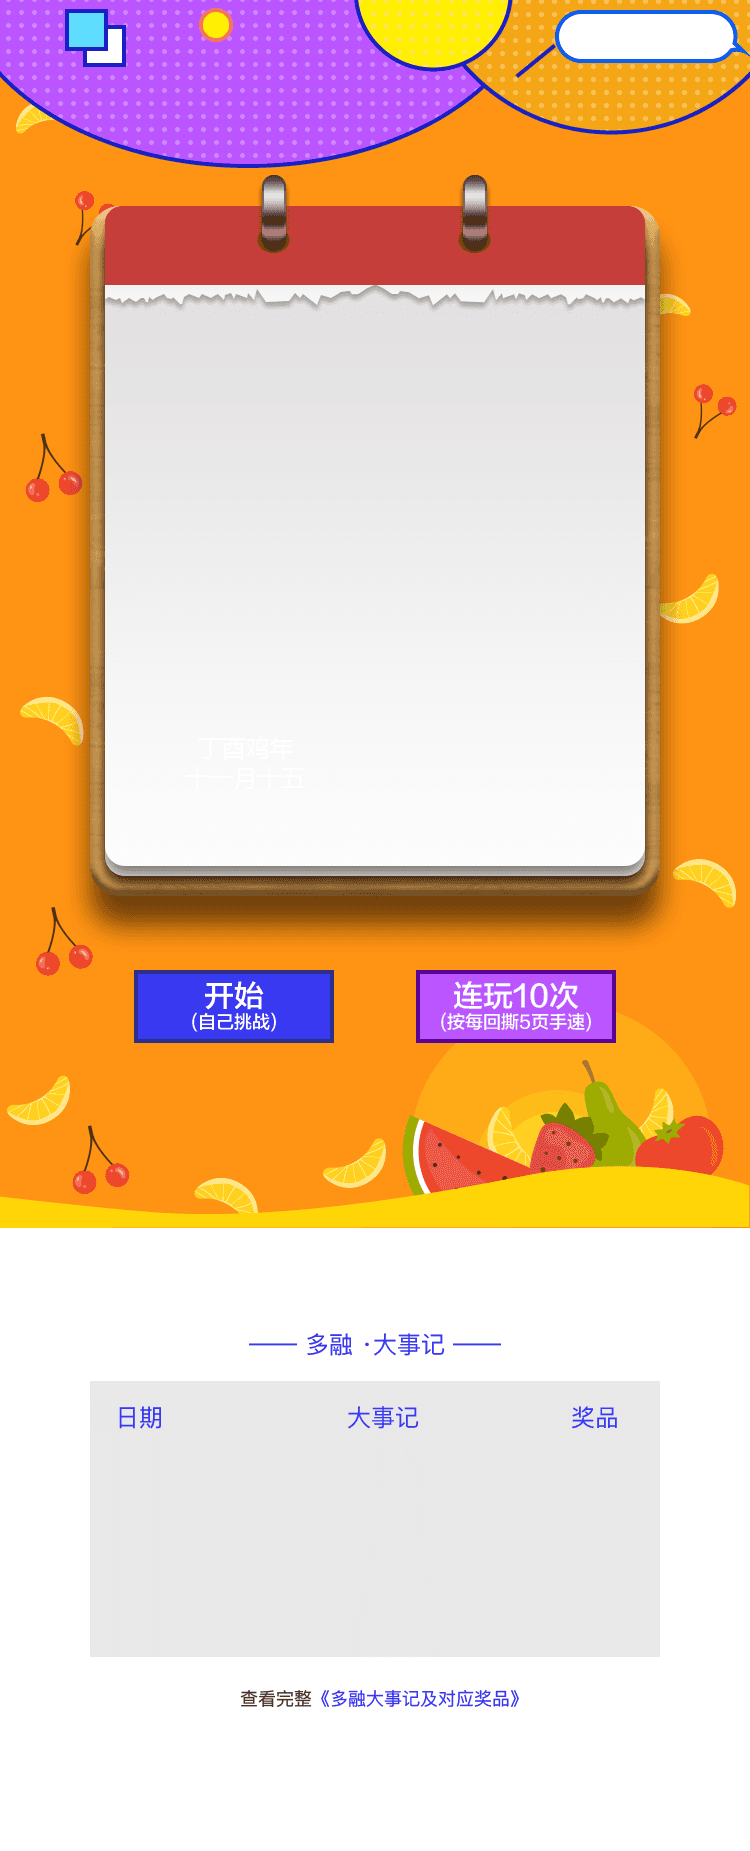 丁酉鸡年
十一月十五
开始
(自己挑战)
连玩10次
(按每回撕5页手速)
多融 ·大事记
日期 大事记 奖品
查看完整《多融大事记及对应奖品》